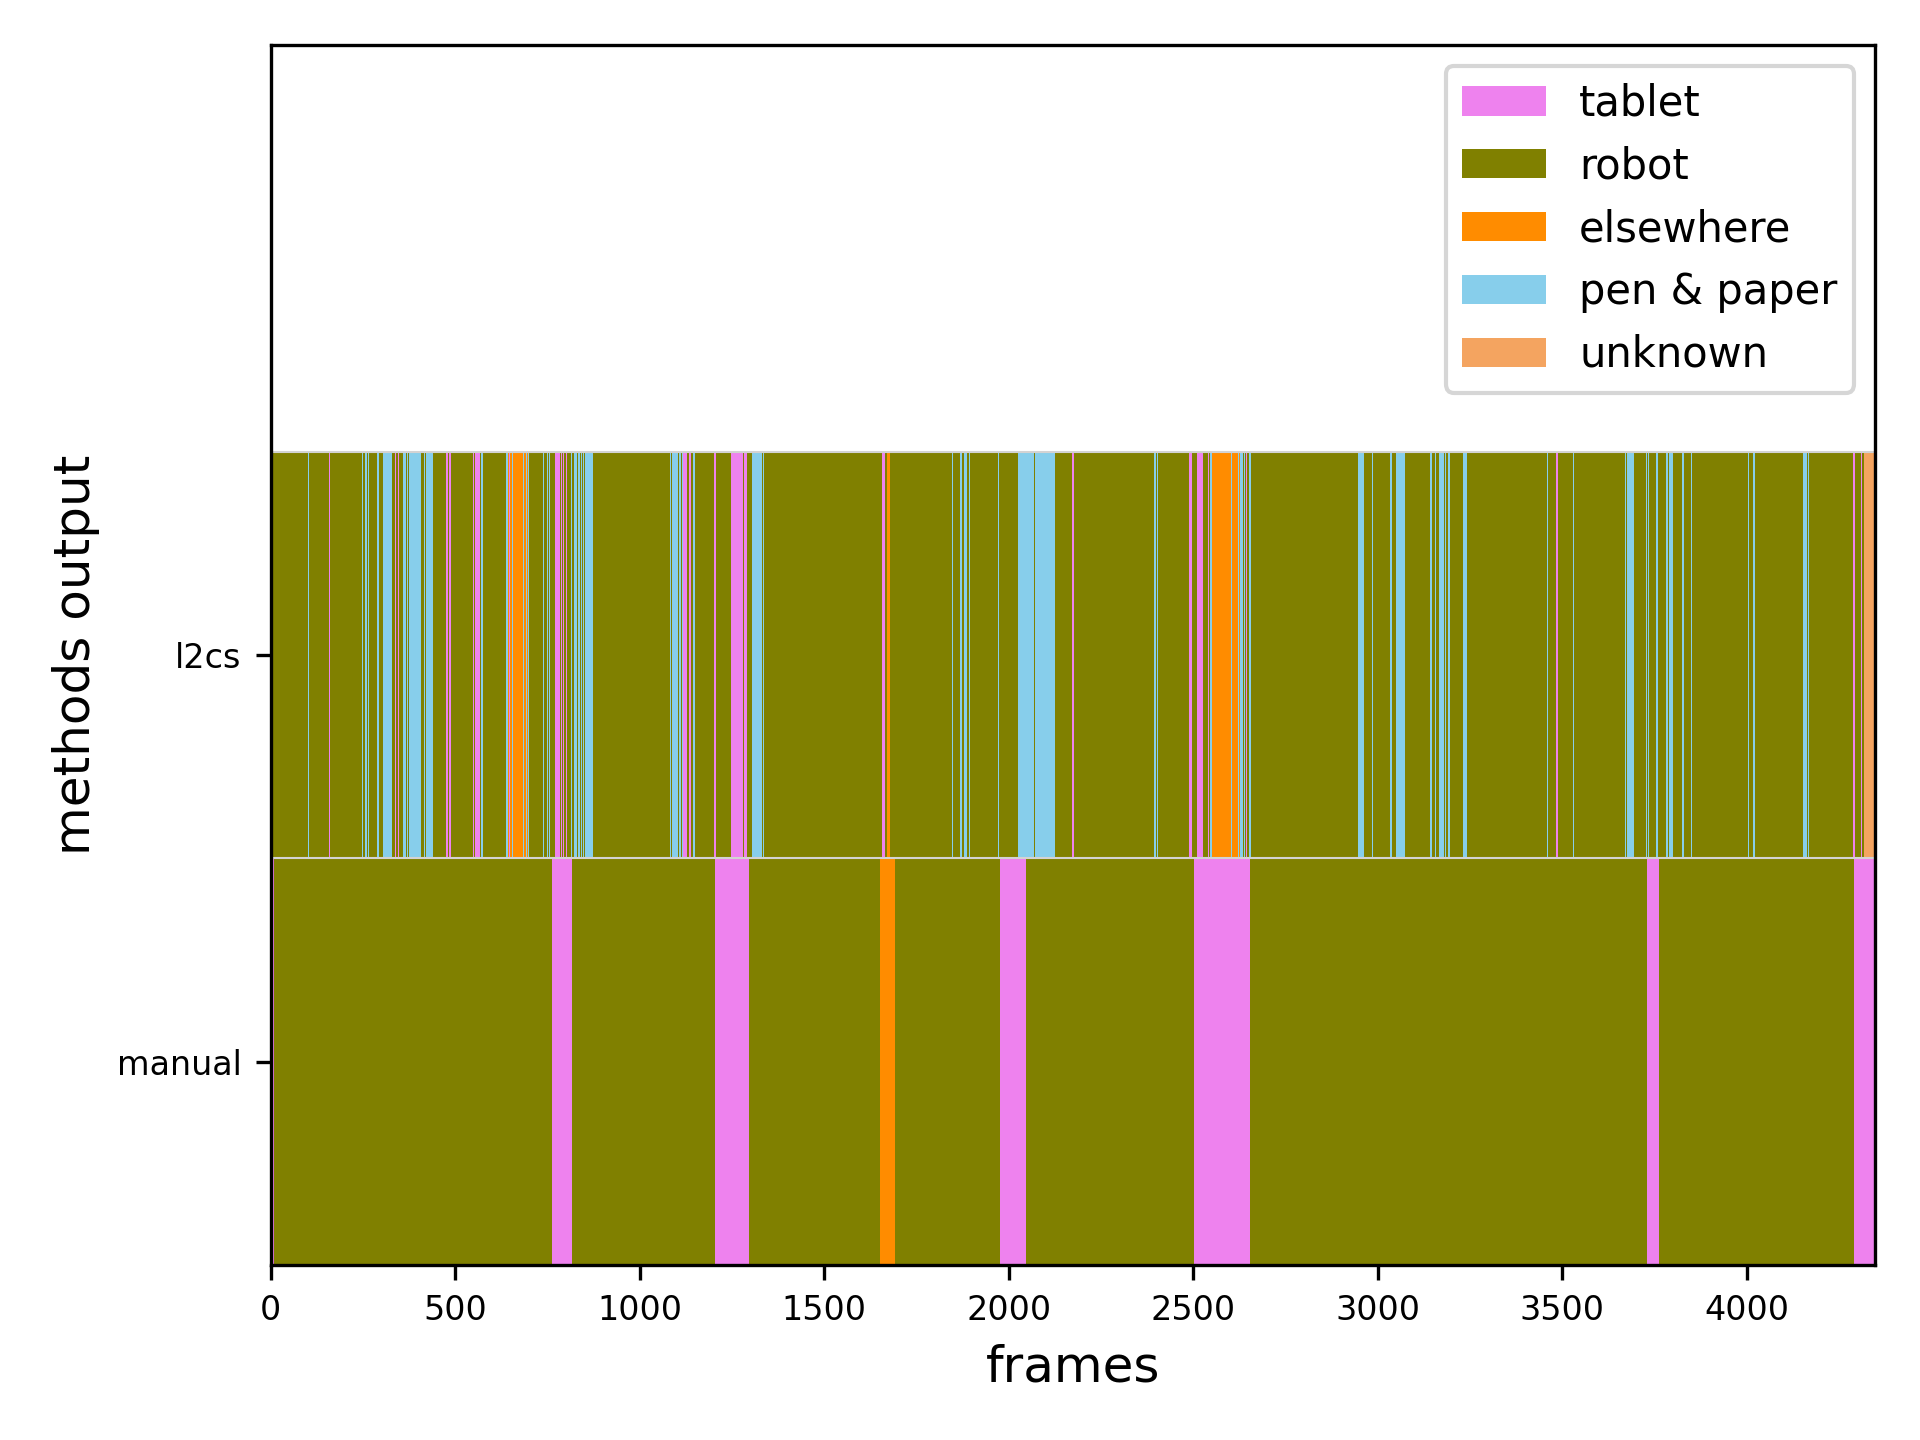 tablet
robot
elsewhere
pen & paper
unknown
methods output
l2cs
manual
0 500 1000 1500 2000 2500 3000 3500 4000
frames